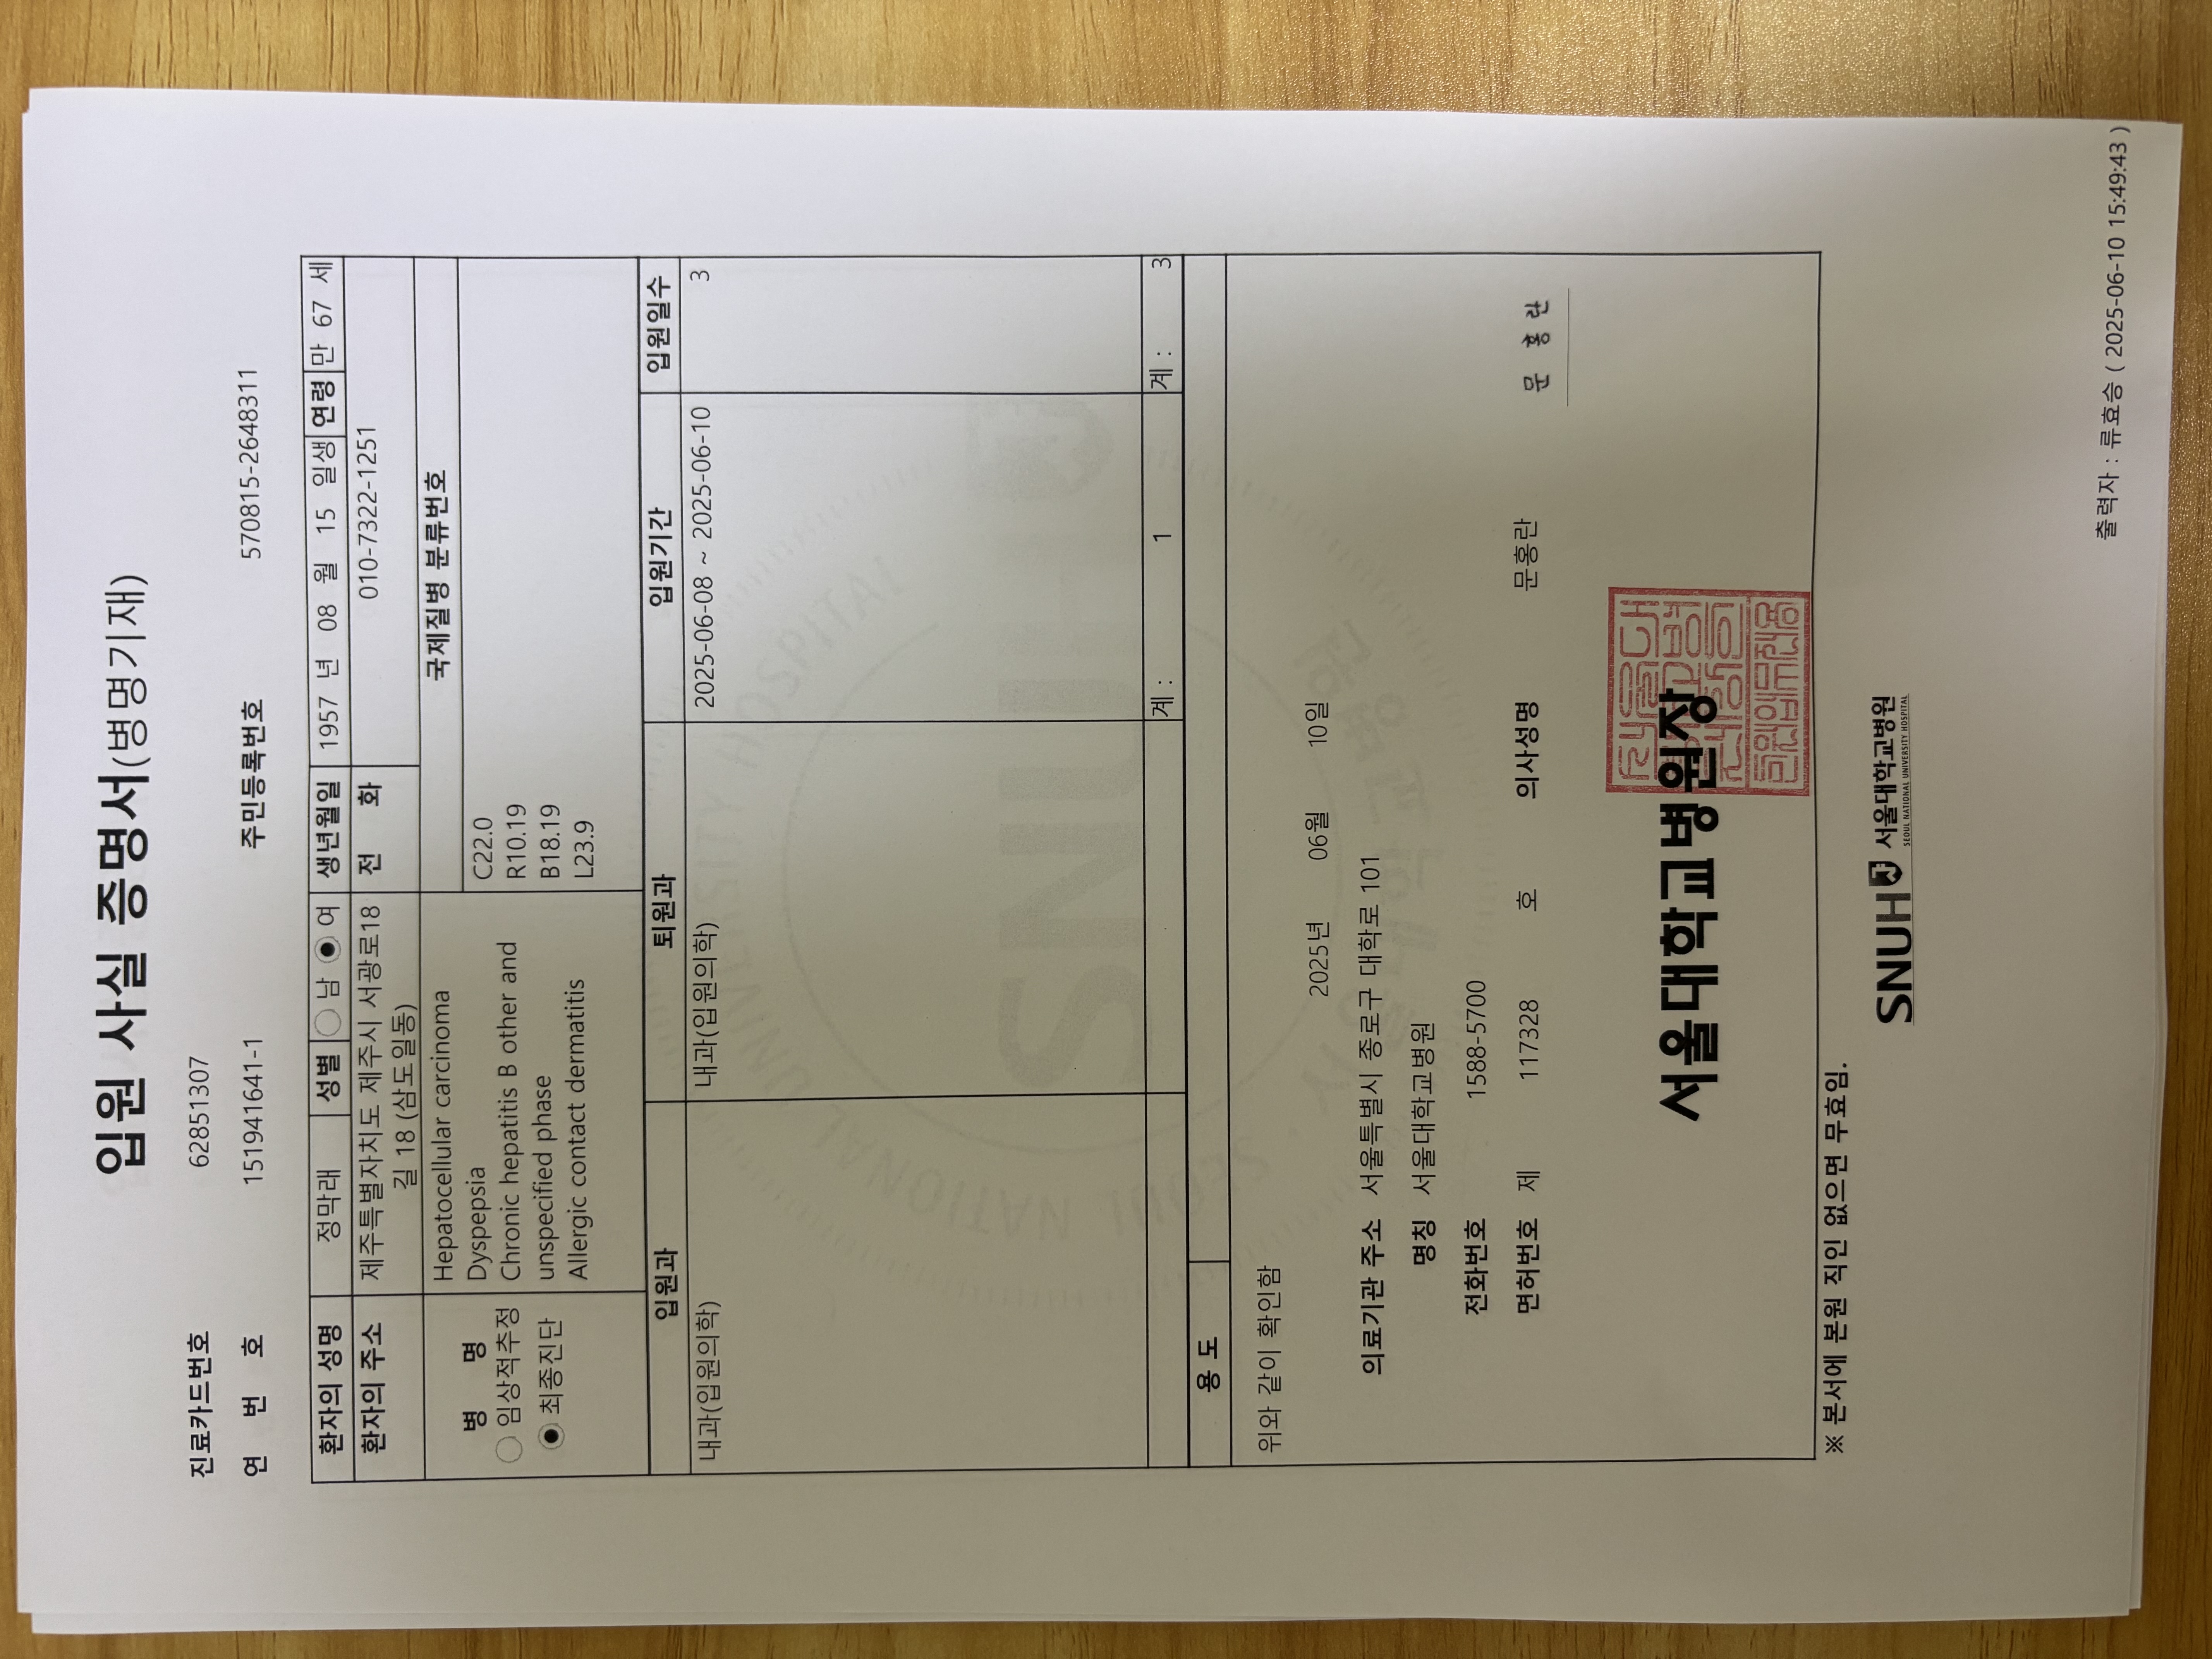 입원 사실 증명서(병명기재)
진료카드번호 62851307
연 번 호 151941641-1 주민등록번호 570815-2648311
환자의 성명 정막래 성별 남 여 생년월일 1957 년 08 월 15 일생 연령 만 67 세
환자의 주소 제주특별자치도 제주시 서광로18 전 화 010-7322-1251
길 18 (삼도일동)
병 명 국제질병 분류번호
임상적추정
최종진단
Hepatocellular carcinoma C22.0
Dyspepsia R10.19
Chronic hepatitis B other and B18.19
unspecified phase L23.9
Allergic contact dermatitis
입원과 퇴원과 입원기간 입원일수
내과(입원의학) 내과(입원의학) 2025-06-08 ~ 2025-06-10 3
계 : 1 계 : 3
용 도
위와 같이 확인함
2025년 06월 10일
의료기관 주소 서울특별시 종로구 대학로 101
명칭 서울대학교병원
전화번호 1588-5700
면허번호 제 117328 호 의사성명 문홍란 문 홍 란
서울대학교병원장
※ 본서에 본원 직인 없으면 무효임.
SNUH 서울대학교병원
SEOUL NATIONAL UNIVERSITY HOSPITAL
출력자 : 류효승 ( 2025-06-10 15:49:43 )